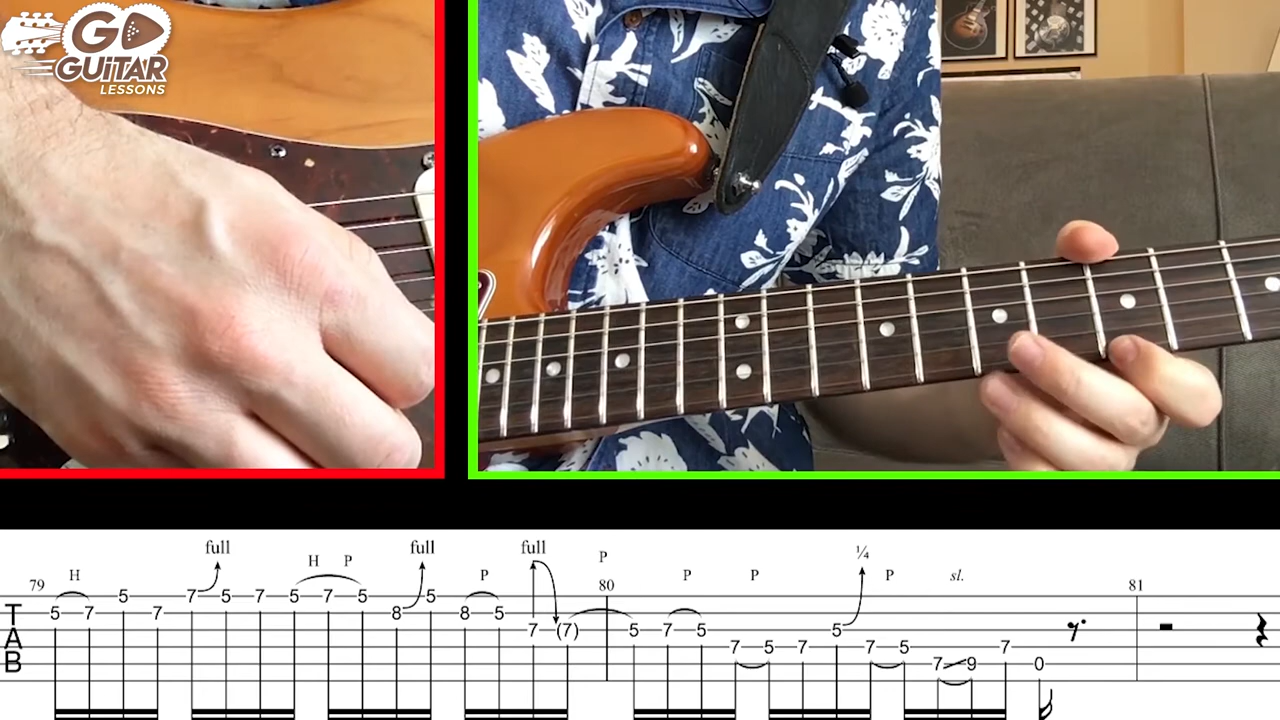 GO
GUiTAR
LESSONS
full full full P
H H P P P P P ¼ sl.
79 80 81
7 5 7 5 7 5 5
5 7 5 7 8 8 5
7 (7) 5 7 5 5
7 5 7 7 5 7
7 9 0
T
A
B